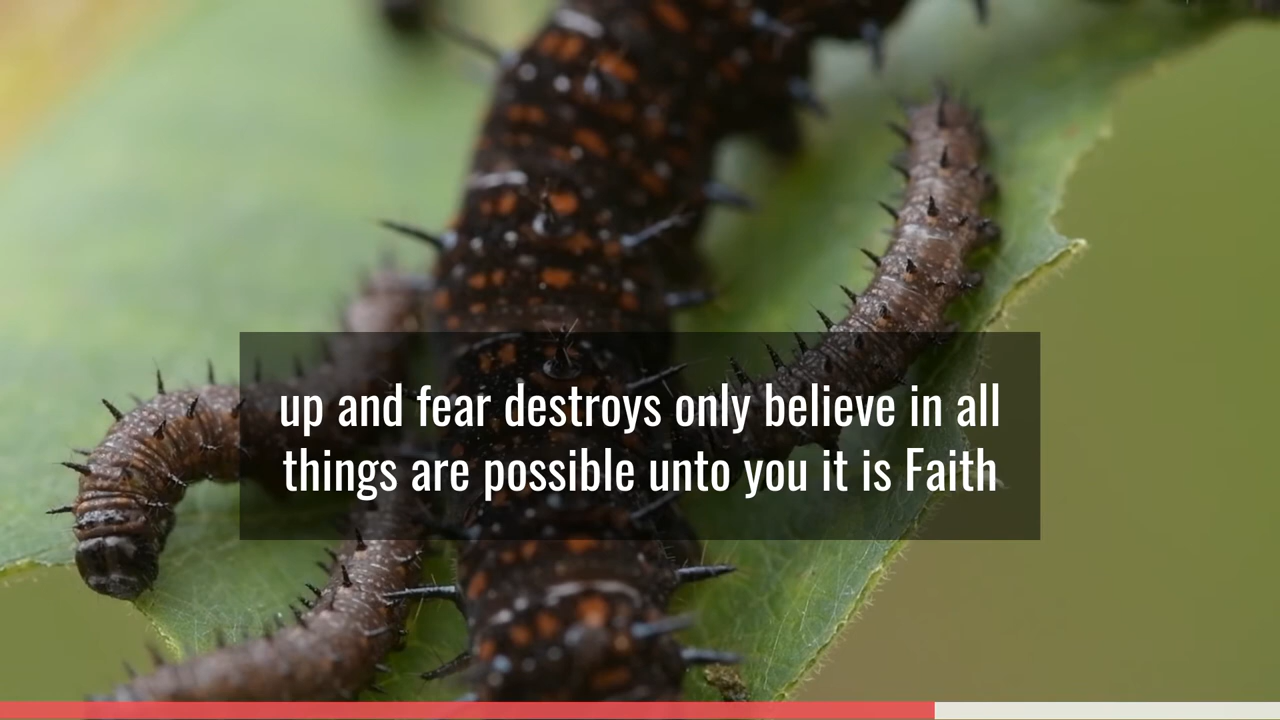 up and fear destroys only believe in all
things are possible unto you it is Faith